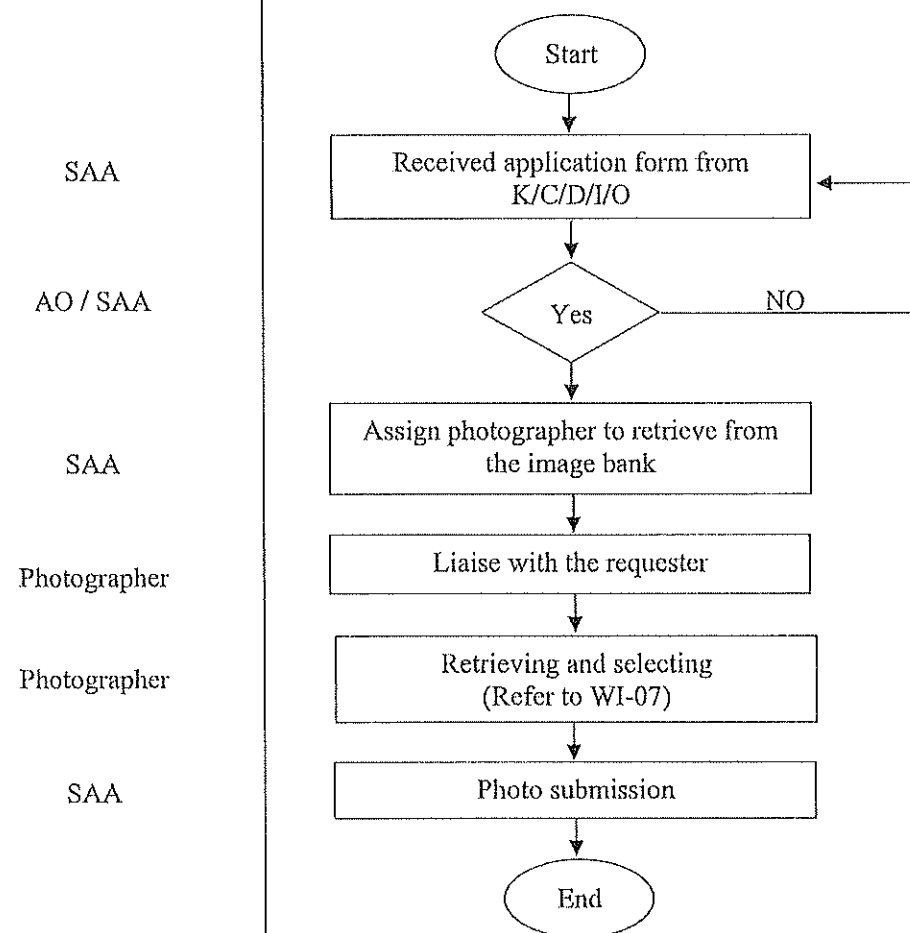 Start
SAA
Received application form from
K/C/D/I/O
AO / SAA
Yes
NO
SAA
Assign photographer to retrieve from
the image bank
Photographer
Liaise with the requester
Photographer
Retrieving and selecting
(Refer to WI-07)
SAA
Photo submission
End